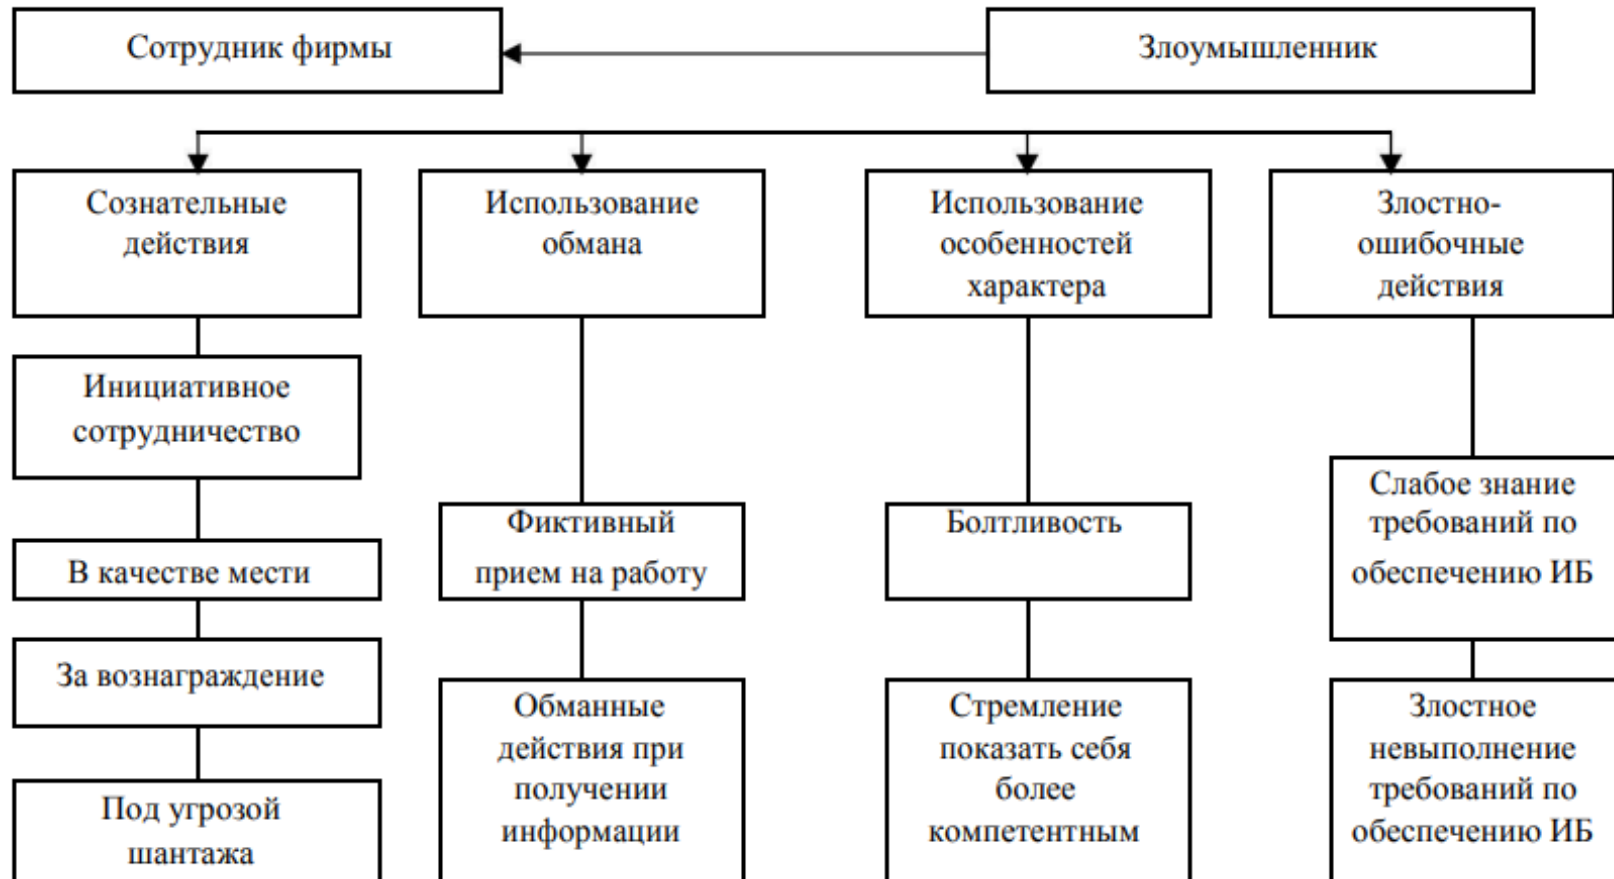 Сотрудник фирмы
Злоумышленник
Сознательные
действия
Использование
обмана
Использование
особенностей
характера
Злостно-
ошибочные
действия
Инициативное
сотрудничество
В качестве мести
За вознаграждение
Под угрозой
шантажа
Фиктивный
прием на работу
Обманные
действия при
получении
информации
Болтливость
Стремление
показать себя
более
компетентным
Слабое знание
требований по
обеспечению ИБ
Злостное
невыполнение
требований по
обеспечению ИБ